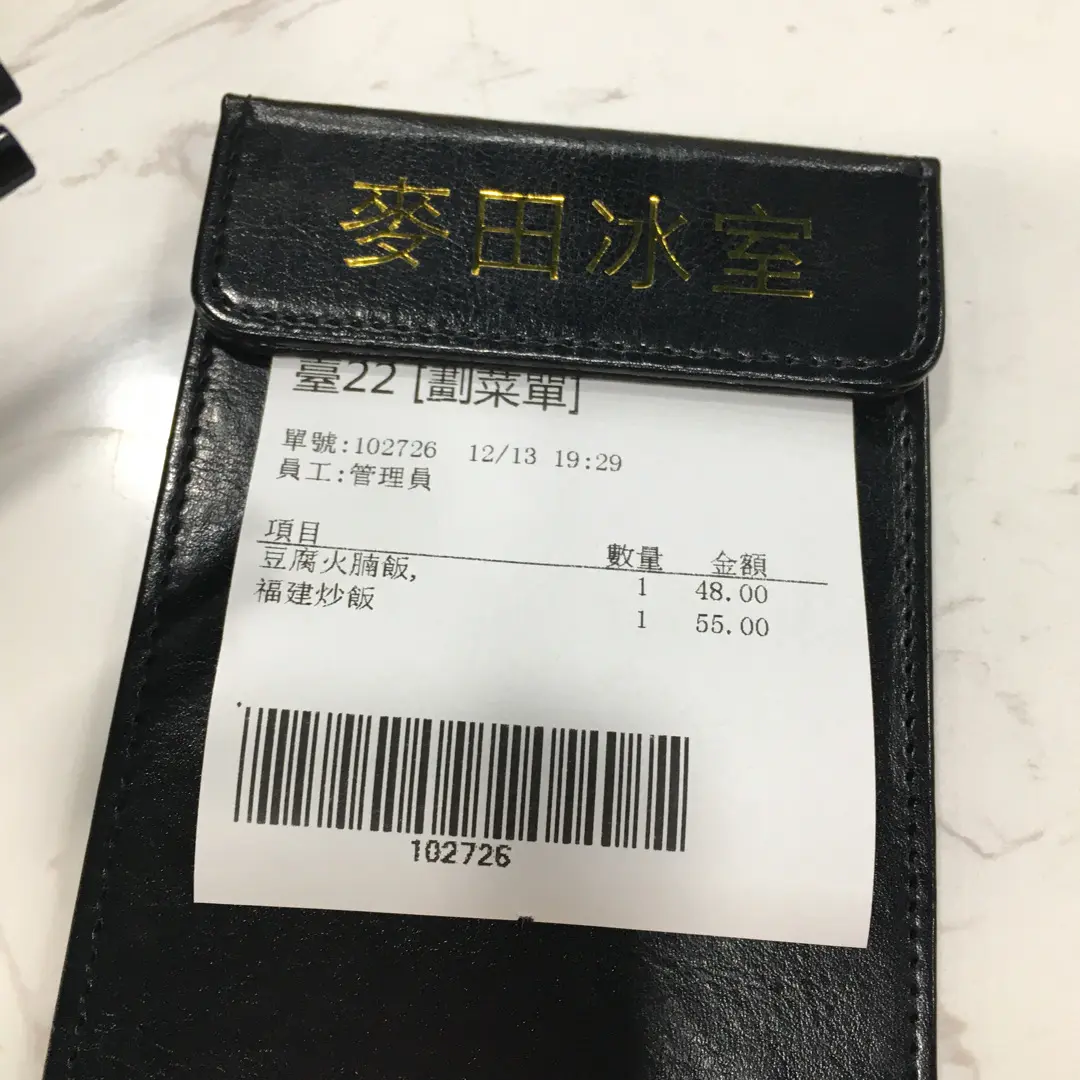 麥田冰室
臺22 [劃菜單]
單號:102726 12/13 19:29
員工:管理員
項目 數量 金額
豆腐火腩飯, 1 48.00
福建炒飯 1 55.00
102726